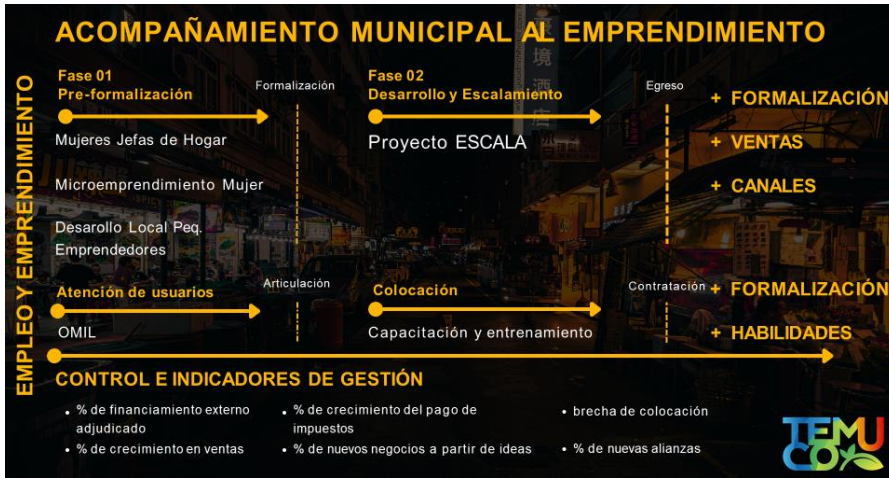 ACOMPAÑAMIENTO MUNICIPAL AL EMPRENDIMIENTO
EMPLEO Y EMPRENDIMIENTO
Fase 01
Pre-formalización
Formalización
Fase 02
Desarrollo y Escalamiento
Egreso
+ FORMALIZACIÓN
+ VENTAS
+ CANALES
Mujeres Jefas de Hogar
Proyecto ESCALA
Microemprendimiento Mujer
Desarollo Local Peq.
Emprendedores
Atención de usuarios
Articulación
Colocación
Contratación
+ FORMALIZACIÓN
+ HABILIDADES
OMIL
Capacitación y entrenamiento
CONTROL E INDICADORES DE GESTIÓN
• % de financiamiento externo
adjudicado
• % de crecimiento en ventas
• % de crecimiento del pago de
impuestos
• % de nuevos negocios a partir de ideas
• brecha de colocación
• % de nuevas alianzas
TEMU
CO